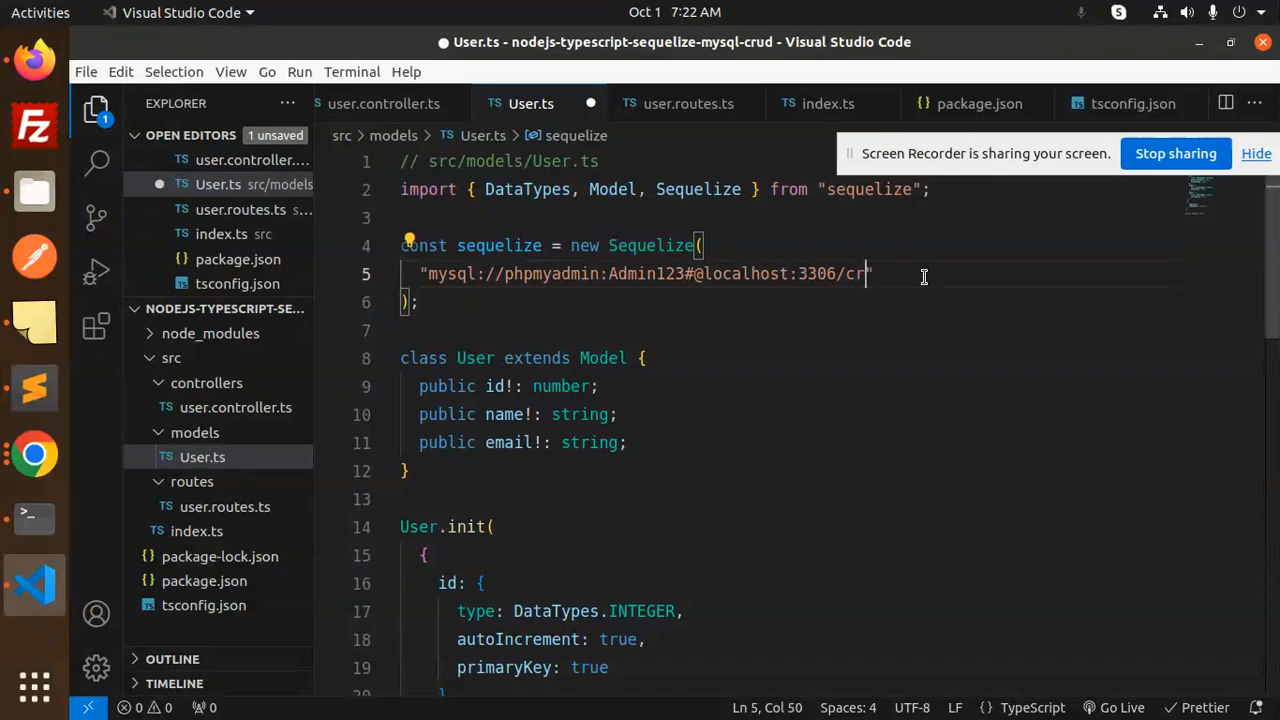 Activities
Visual Studio Code
Oct 1 7:22 AM
User.ts - nodejs-typescript-sequelize-mysql-crud - Visual Studio Code
File Edit Selection View Go Run Terminal Help
EXPLORER
user.controller.ts
User.ts
user.routes.ts
index.ts
package.json
tsconfig.json
OPEN EDITORS
1 unsaved
src
models
User.ts
sequelize
Screen Recorder is sharing your screen.
Stop sharing
Hide
1
user.controller....
User.ts src/models
user.routes.ts s...
index.ts src
package.json
tsconfig.json
NODEJS-TYPESCRIPT-SE...
node_modules
src
controllers
user.controller.ts
models
User.ts
routes
user.routes.ts
index.ts
package-lock.json
package.json
tsconfig.json
OUTLINE
TIMELINE
1 // src/models/User.ts
2 import { DataTypes, Model, Sequelize } from "sequelize";
3
4 const sequelize = new Sequelize(
5 "mysql://phpmyadmin:Admin123#@localhost:3306/cr"
6 );
7
8 class User extends Model {
9 public id!: number;
10 public name!: string;
11 public email!: string;
12 }
13
14 User.init(
15 {
16 id: {
17 type: DataTypes.INTEGER,
18 autoIncrement: true,
19 primaryKey: true
20 }
0 0 0
Ln 5, Col 50
Spaces: 4
UTF-8
LF
{ } TypeScript
Go Live
Prettier